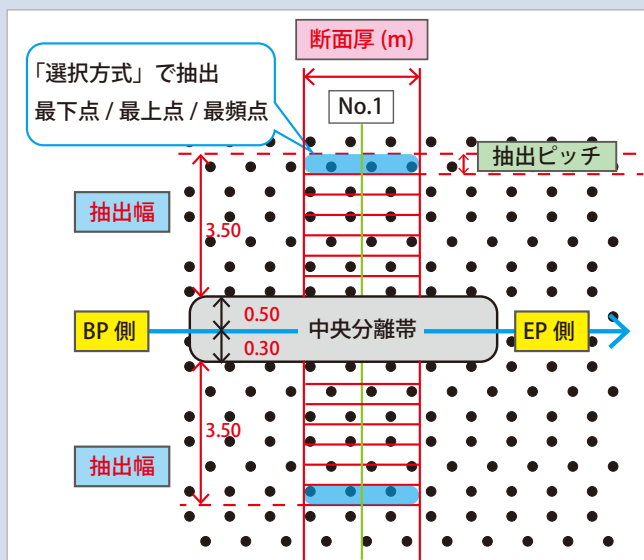 断面厚 (m)
「選択方式」で抽出
最下点 / 最上点 / 最頻点
No.1
抽出ピッチ
抽出幅
3.50
0.50
BP 側
中央分離帯
EP 側
0.30
3.50
抽出幅